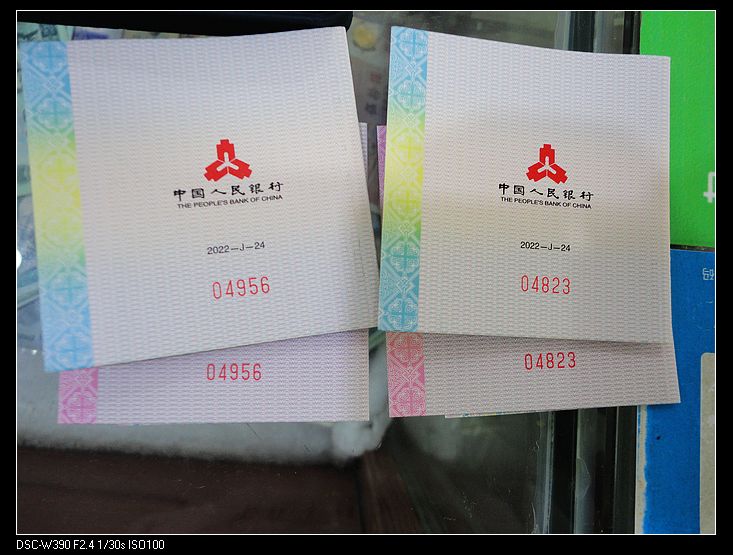 中国人民银行
THE PEOPLE'S BANK OF CHINA
2022-J-24
04956
04956
中国人民银行
THE PEOPLE'S BANK OF CHINA
2022-J-24
04823
04823
DSC-W390 F2.4 1/30s ISO100